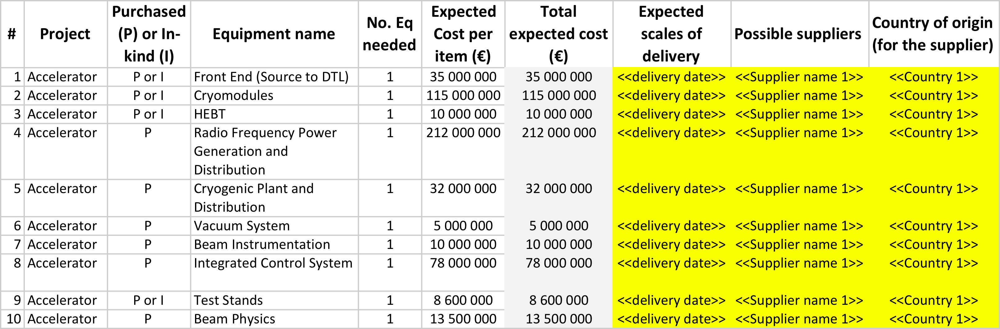 # Project Purchased (P) or In-kind (I) Equipment name No. Eq needed Expected Cost per item (€) Total expected cost (€) Expected scales of delivery Possible suppliers Country of origin (for the supplier)
1 Accelerator P or I Front End (Source to DTL) 1 35 000 000 35 000 000 <<delivery date>> <<Supplier name 1>> <<Country 1>>
2 Accelerator P or I Cryomodules 1 115 000 000 115 000 000 <<delivery date>> <<Supplier name 1>> <<Country 1>>
3 Accelerator P or I HEBT 1 10 000 000 10 000 000 <<delivery date>> <<Supplier name 1>> <<Country 1>>
4 Accelerator P Radio Frequency Power 1 212 000 000 212 000 000 <<delivery date>> <<Supplier name 1>> <<Country 1>>
Generation and
Distribution
5 Accelerator P Cryogenic Plant and 1 32 000 000 32 000 000 <<delivery date>> <<Supplier name 1>> <<Country 1>>
Distribution
6 Accelerator P Vacuum System 1 5 000 000 5 000 000 <<delivery date>> <<Supplier name 1>> <<Country 1>>
7 Accelerator P Beam Instrumentation 1 10 000 000 10 000 000 <<delivery date>> <<Supplier name 1>> <<Country 1>>
8 Accelerator P Integrated Control System 1 78 000 000 78 000 000 <<delivery date>> <<Supplier name 1>> <<Country 1>>
9 Accelerator P or I Test Stands 1 8 600 000 8 600 000 <<delivery date>> <<Supplier name 1>> <<Country 1>>
10 Accelerator P Beam Physics 1 13 500 000 13 500 000 <<delivery date>> <<Supplier name 1>> <<Country 1>>